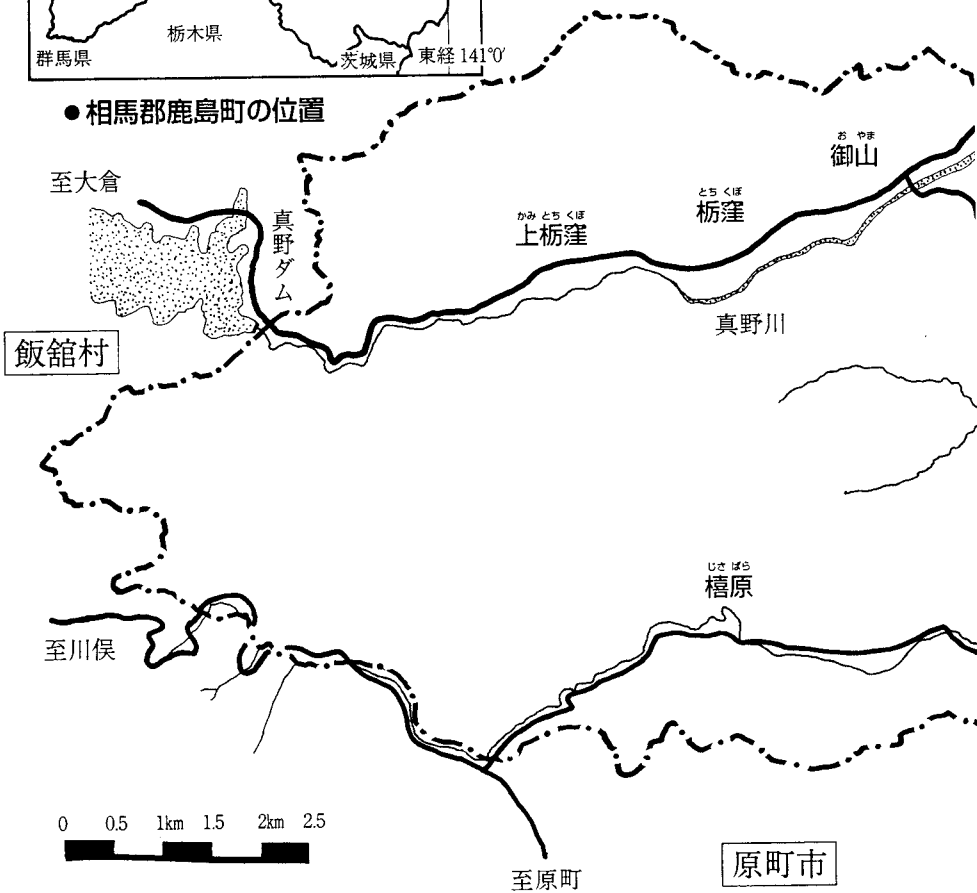 栃木県
群馬県
茨城県
東経 141°0′
●相馬郡鹿島町の位置
おやま
御山
至大倉
とちくぼ
栃窪
かみとちくぼ
上栃窪
真野ダム
真野川
飯舘村
じさばら
橲原
至川俣
0 0.5 1km 1.5 2km 2.5
原町市
至原町